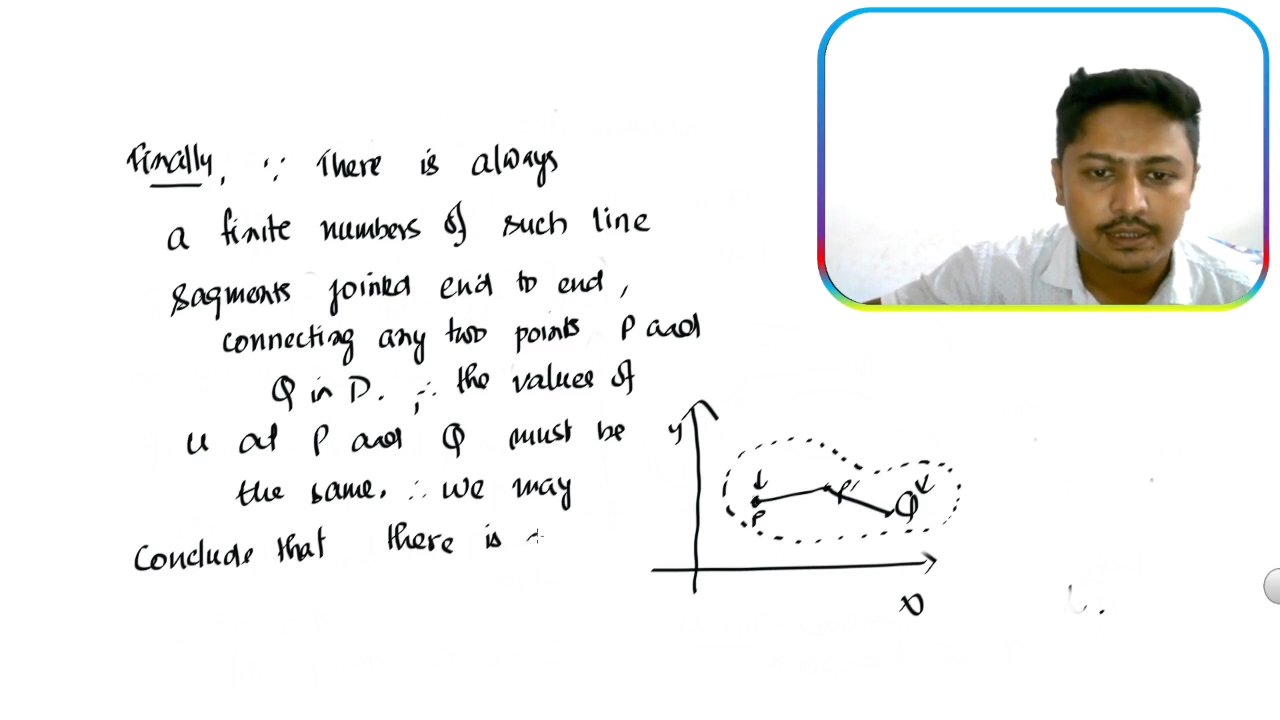 Finally, ∵ There is always
a finite numbers of such line
segments joined end to end,
connecting any two points P and
Q in D. ; ∴ the values of
u at P and Q must be
the same. ∴ we may
Conclude that there is
y
P
P'
Q
x